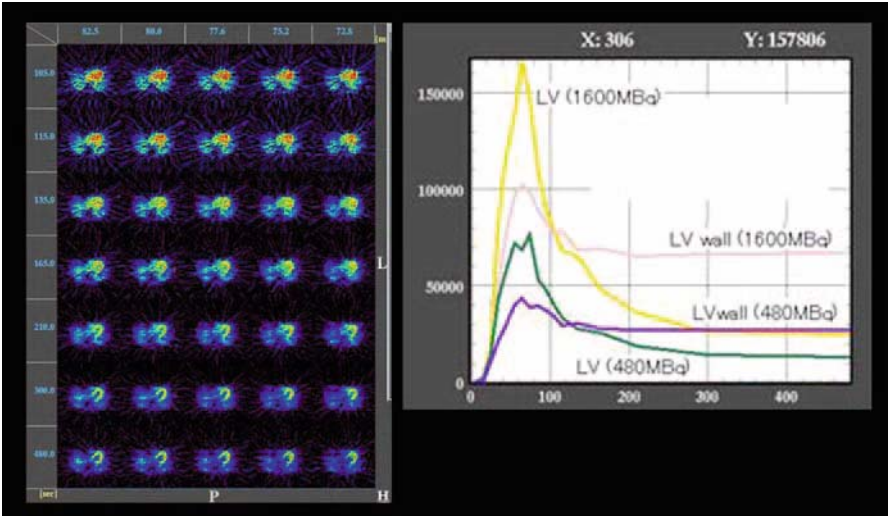 82.5 80.0 77.6 75.2 72.8
[m
105.0
115.0
135.0
165.0
L
210.0
300.0
480.0
[sec]
P
H
X: 306 Y: 157806
150000
LV (1600MBq)
100000
LV wall (1600MBq)
50000
LVwall (480MBq)
LV (480MBq)
0
100 200 300 400